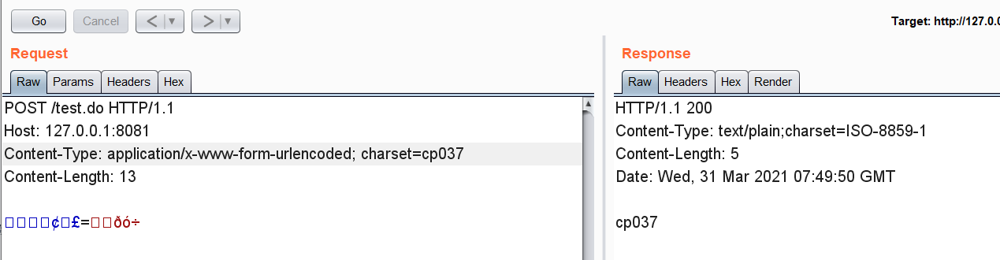 Go Cancel < > Target: http://127.0.0
Request
Raw Params Headers Hex
POST /test.do HTTP/1.1
Host: 127.0.0.1:8081
Content-Type: application/x-www-form-urlencoded; charset=cp037
Content-Length: 13
□□□□¢□£=□□ðó÷
Response
Raw Headers Hex Render
HTTP/1.1 200
Content-Type: text/plain;charset=ISO-8859-1
Content-Length: 5
Date: Wed, 31 Mar 2021 07:49:50 GMT
cp037